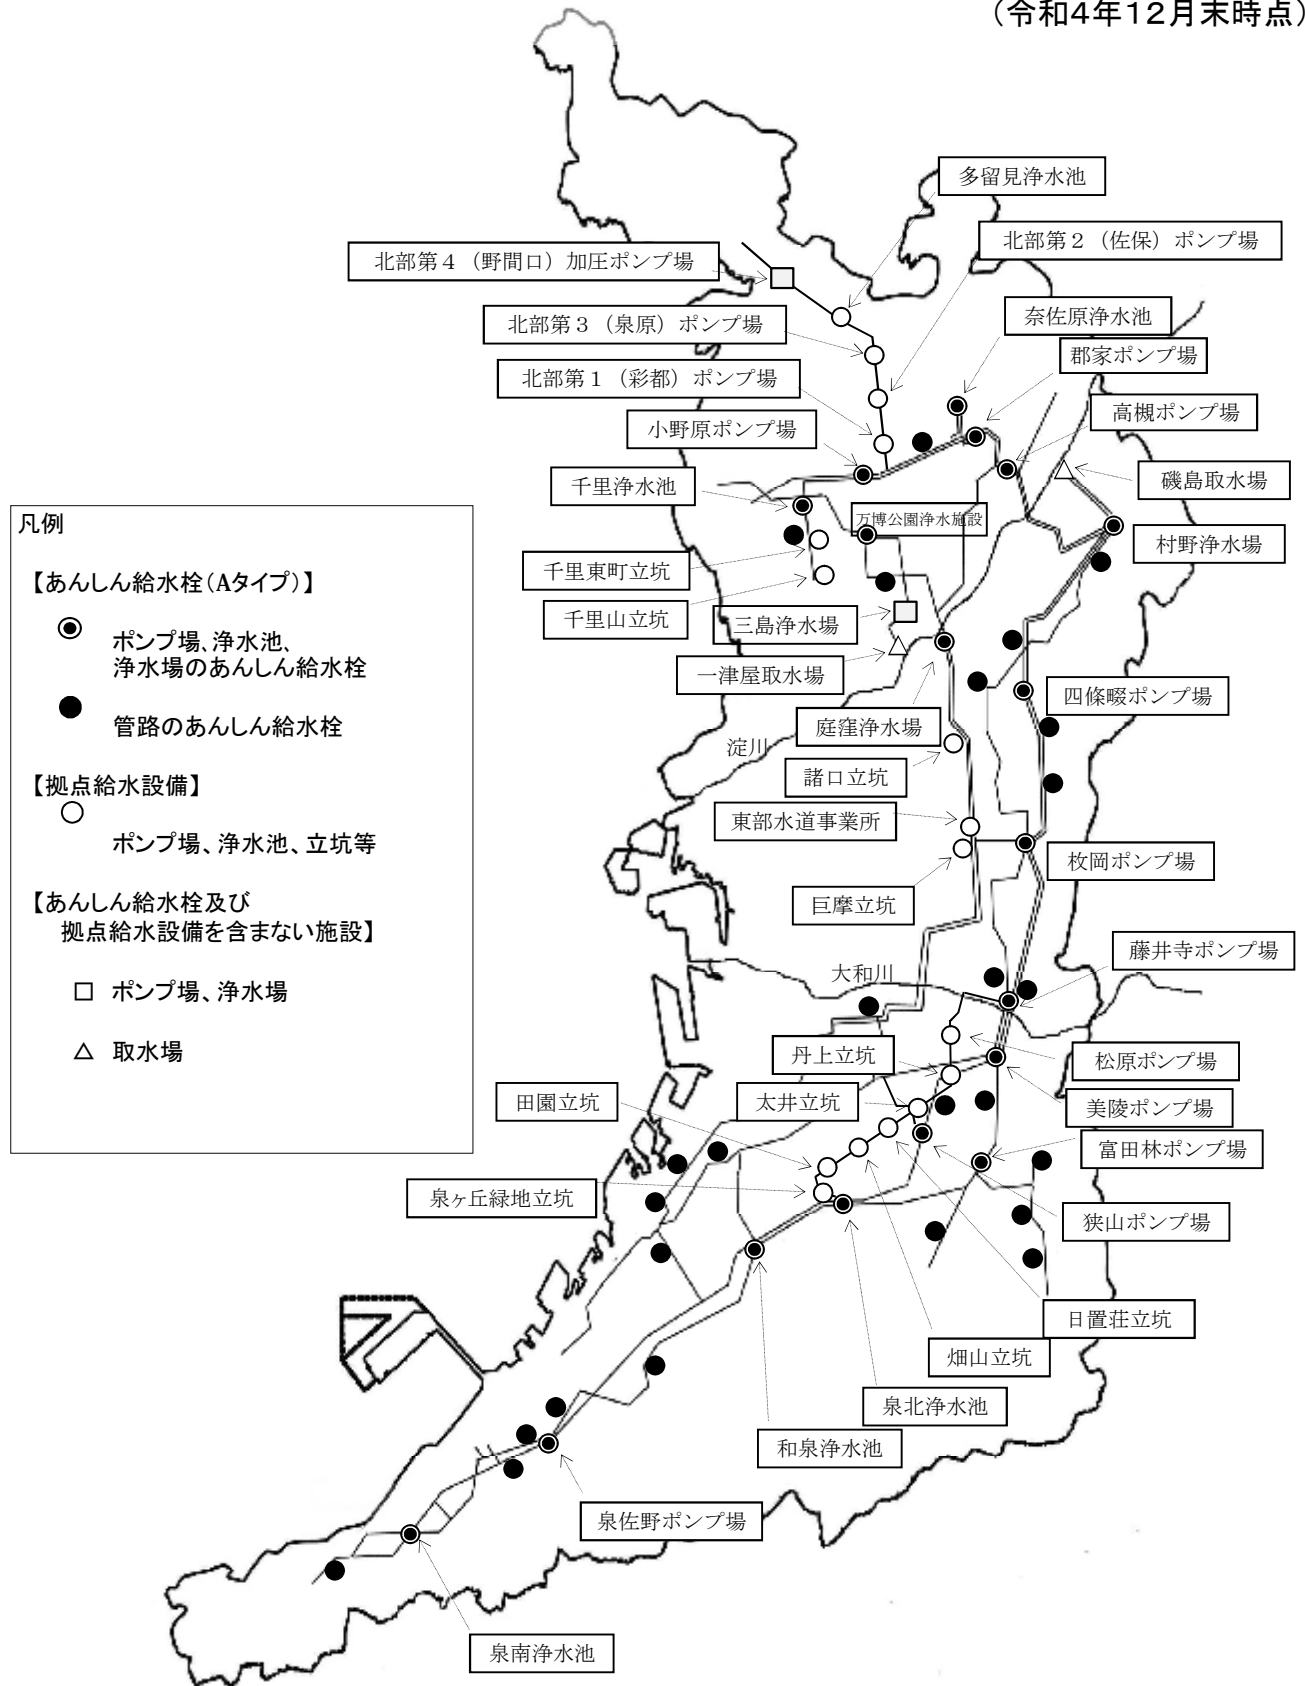 （令和4年12月末時点）
多留見浄水池
北部第２（佐保）ポンプ場
北部第４（野間口）加圧ポンプ場
奈佐原浄水池
北部第３（泉原）ポンプ場
郡家ポンプ場
北部第１（彩都）ポンプ場
高槻ポンプ場
小野原ポンプ場
磯島取水場
千里浄水池
万博公園浄水施設
村野浄水場
千里東町立坑
千里山立坑
三島浄水場
一津屋取水場
四條畷ポンプ場
庭窪浄水場
淀川
諸口立坑
東部水道事業所
枚岡ポンプ場
巨摩立坑
藤井寺ポンプ場
大和川
丹上立坑
松原ポンプ場
田園立坑
太井立坑
美陵ポンプ場
富田林ポンプ場
泉ヶ丘緑地立坑
狭山ポンプ場
日置荘立坑
畑山立坑
泉北浄水池
和泉浄水池
泉佐野ポンプ場
泉南浄水池
凡例
【あんしん給水栓（Aタイプ）】
ポンプ場、浄水池、
浄水場のあんしん給水栓
管路のあんしん給水栓
【拠点給水設備】
ポンプ場、浄水池、立坑等
【あんしん給水栓及び
拠点給水設備を含まない施設】
ポンプ場、浄水場
取水場